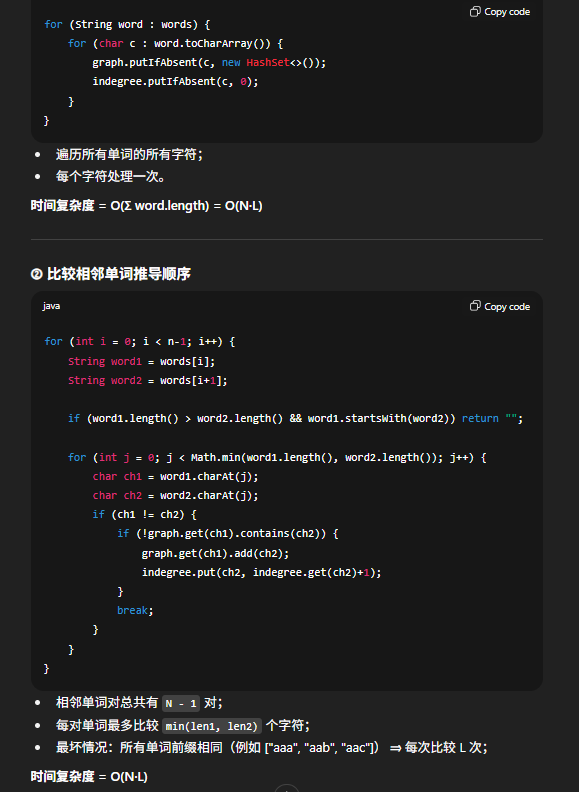 Copy code
for (String word : words) {
    for (char c : word.toCharArray()) {
        graph.putIfAbsent(c, new HashSet<>());
        indegree.putIfAbsent(c, 0);
    }
}
• 遍历所有单词的所有字符；
• 每个字符处理一次。
时间复杂度 = O(Σ word.length) = O(N·L)
② 比较相邻单词推导顺序
java Copy code
for (int i = 0; i < n-1; i++) {
    String word1 = words[i];
    String word2 = words[i+1];
    if (word1.length() > word2.length() && word1.startsWith(word2)) return "";
    for (int j = 0; j < Math.min(word1.length(), word2.length()); j++) {
        char ch1 = word1.charAt(j);
        char ch2 = word2.charAt(j);
        if (ch1 != ch2) {
            if (!graph.get(ch1).contains(ch2)) {
                graph.get(ch1).add(ch2);
                indegree.put(ch2, indegree.get(ch2)+1);
            }
            break;
        }
    }
}
• 相邻单词对总共有 N - 1 对；
• 每对单词最多比较 min(len1, len2) 个字符；
• 最坏情况：所有单词前缀相同（例如 ["aaa", "aab", "aac"]） ⇒ 每次比较 L 次；
时间复杂度 = O(N·L)